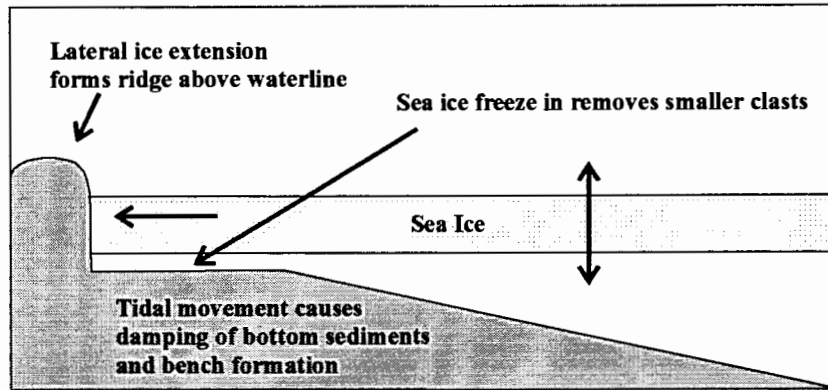 Lateral ice extension
forms ridge above waterline
Sea ice freeze in removes smaller clasts
Sea Ice
Tidal movement causes
damping of bottom sediments
and bench formation